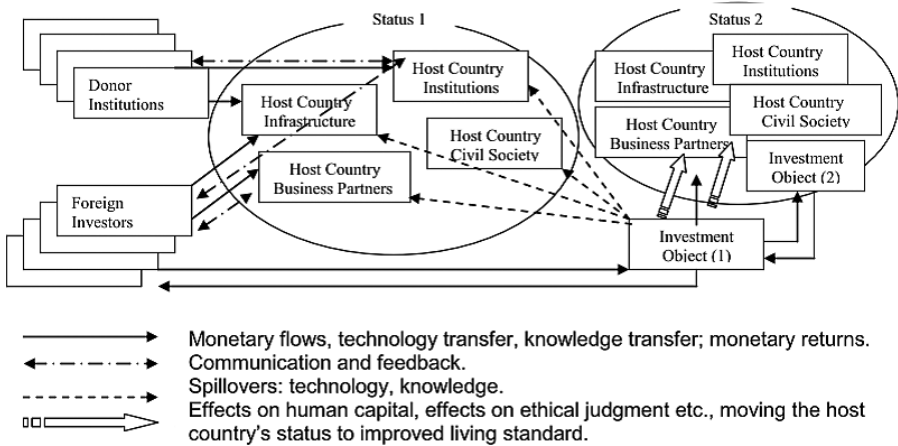 Status 1
Status 2
Donor
Institutions
Host Country
Institutions
Host Country
Infrastructure
Host Country
Civil Society
Host Country
Business Partners
Foreign
Investors
Host Country
Infrastructure
Host Country
Institutions
Host Country
Civil Society
Host Country
Business Partners
Investment
Object (2)
Investment
Object (1)
Monetary flows, technology transfer, knowledge transfer; monetary returns.
Communication and feedback.
Spillovers: technology, knowledge.
Effects on human capital, effects on ethical judgment etc., moving the host
country's status to improved living standard.